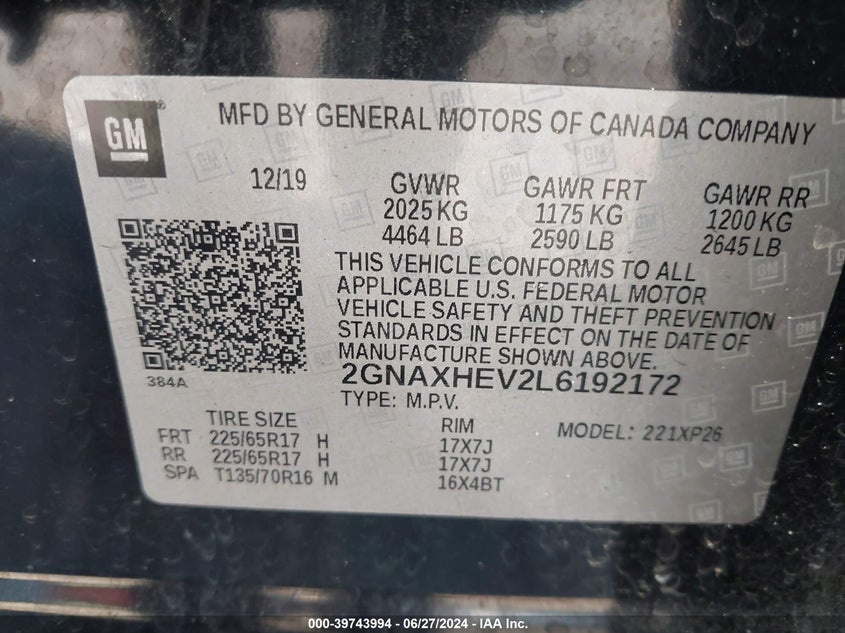 GM
MFD BY GENERAL MOTORS OF CANADA COMPANY
12/19
GVWR
2025 KG
4464 LB
GAWR FRT
1175 KG
2590 LB
GAWR RR
1200 KG
2645 LB
THIS VEHICLE CONFORMS TO ALL
APPLICABLE U.S. FEDERAL MOTOR
VEHICLE SAFETY AND THEFT PREVENTION
STANDARDS IN EFFECT ON THE DATE OF
MANUFACTURE SHOWN ABOVE.
384A
2GNAXHEV2L6192172
TYPE: M.P.V.
TIRE SIZE
RIM
MODEL: 221XP26
FRT 225/65R17 H 17X7J
RR 225/65R17 H 17X7J
SPA T135/70R16 M 16X4BT
000-39743994 - 06/27/2024 - IAA Inc.